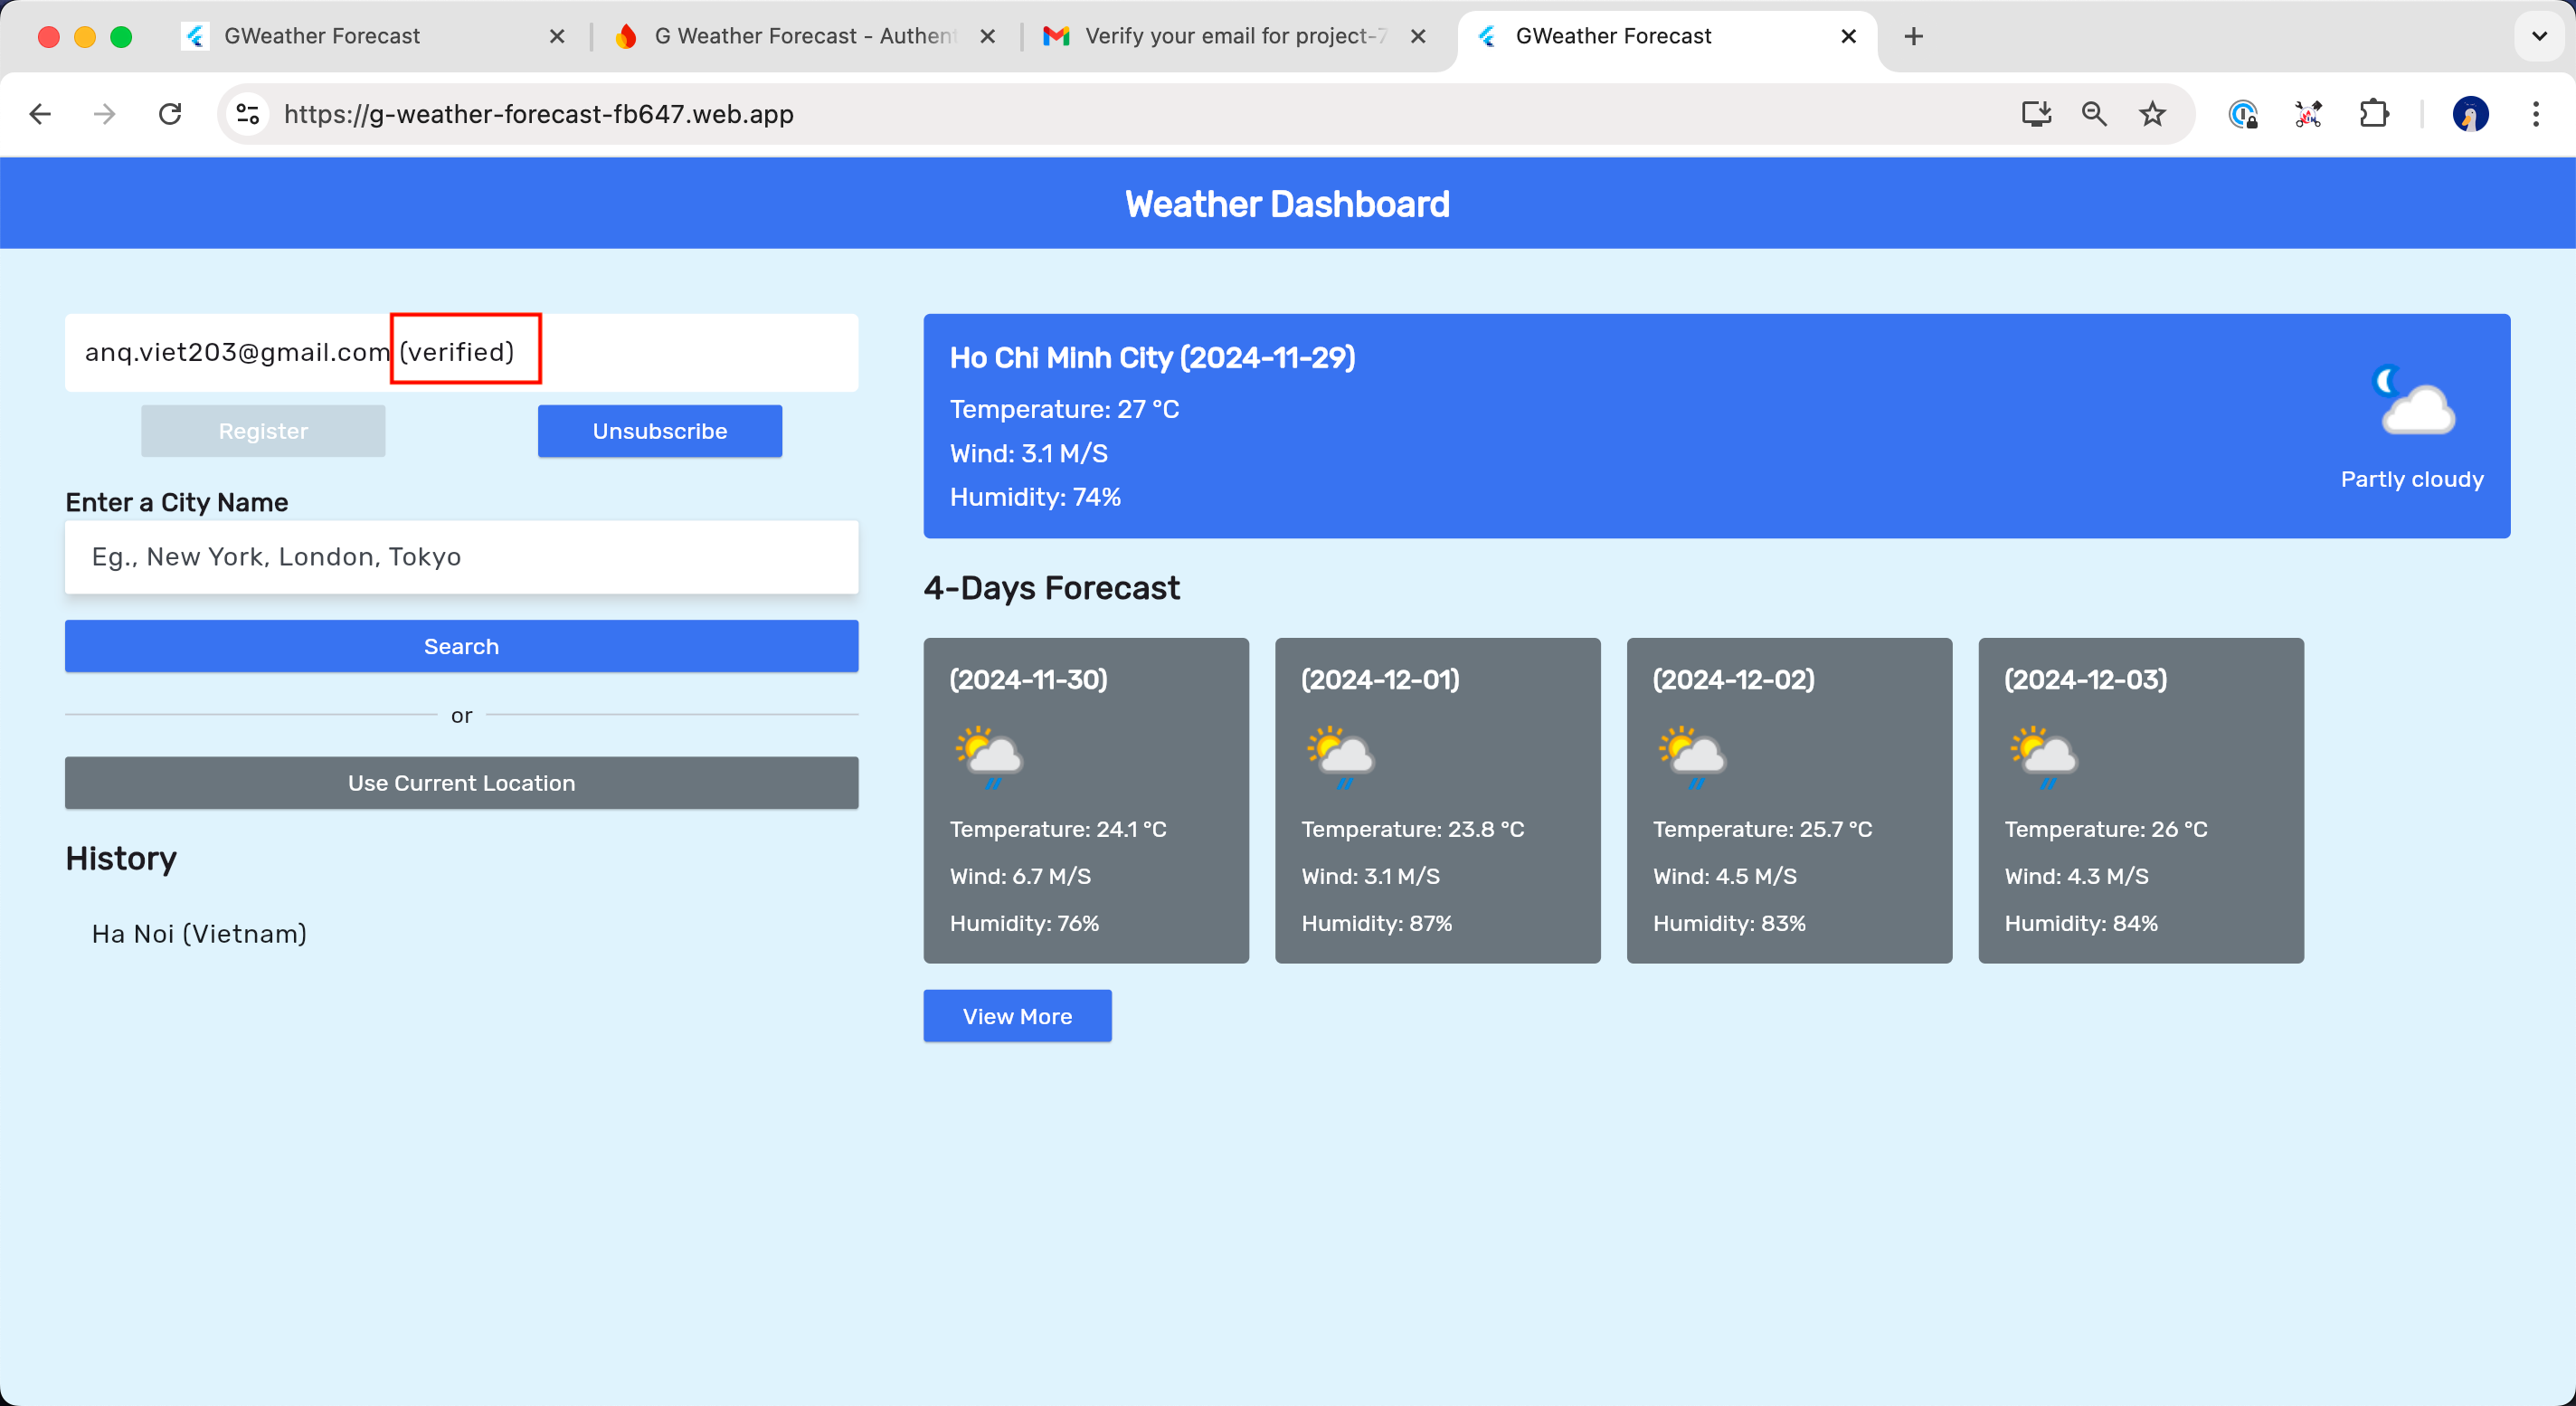 GWeather Forecast
G Weather Forecast - Authent
Verify your email for project-7
GWeather Forecast
https://g-weather-forecast-fb647.web.app
Weather Dashboard
anq.viet203@gmail.com (verified)
Register
Unsubscribe
Enter a City Name
Eg., New York, London, Tokyo
Search
or
Use Current Location
History
Ha Noi (Vietnam)
Ho Chi Minh City (2024-11-29)
Temperature: 27 °C
Wind: 3.1 M/S
Humidity: 74%
Partly cloudy
4-Days Forecast
(2024-11-30)
Temperature: 24.1 °C
Wind: 6.7 M/S
Humidity: 76%
(2024-12-01)
Temperature: 23.8 °C
Wind: 3.1 M/S
Humidity: 87%
(2024-12-02)
Temperature: 25.7 °C
Wind: 4.5 M/S
Humidity: 83%
(2024-12-03)
Temperature: 26 °C
Wind: 4.3 M/S
Humidity: 84%
View More